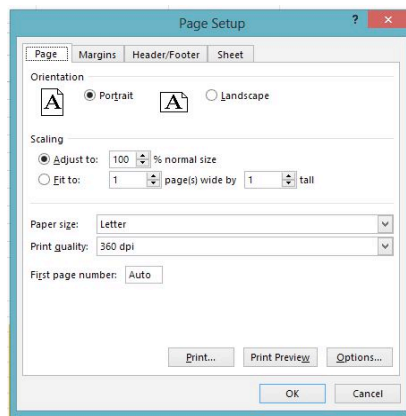 Page Setup
? ×
Page Margins Header/Footer Sheet
Orientation
A Portrait A Landscape
Scaling
Adjust to: 100 % normal size
Fit to: 1 page(s) wide by 1 tall
Paper size: Letter
Print quality: 360 dpi
First page number: Auto
Print... Print Preview Options...
OK Cancel